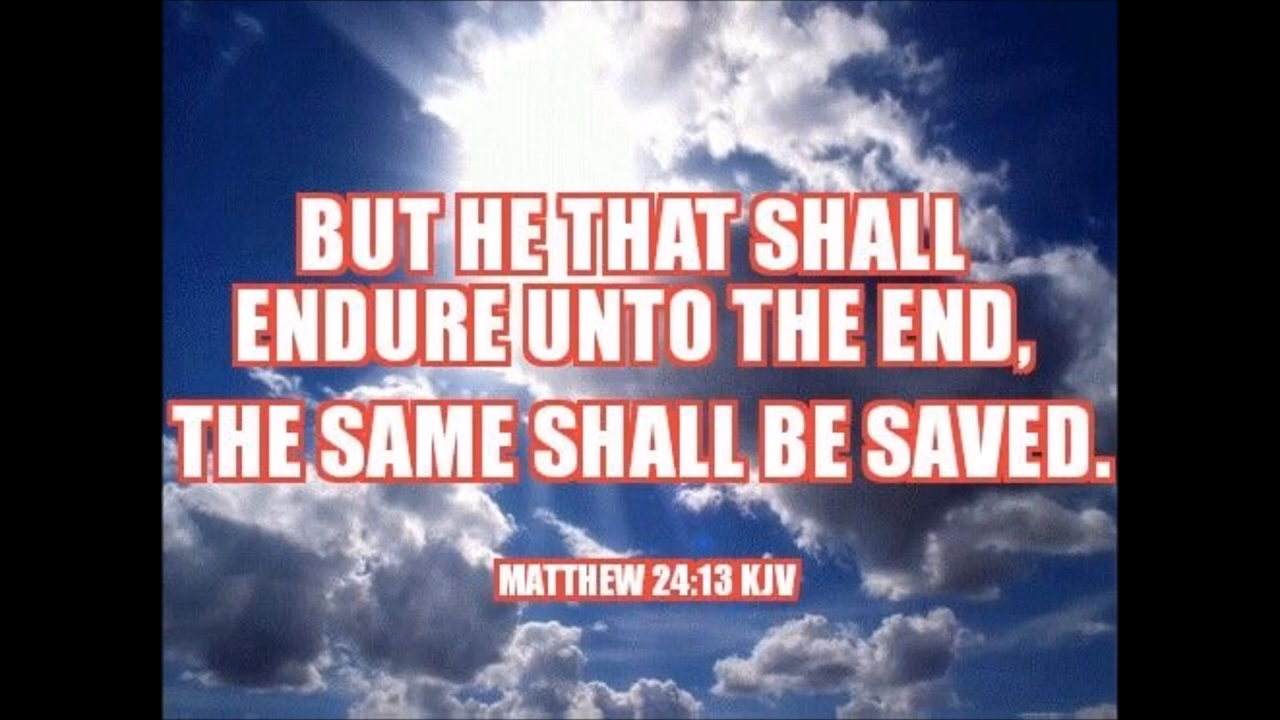 BUT HE THAT SHALL
ENDURE UNTO THE END,
THE SAME SHALL BE SAVED.
MATTHEW 24:13 KJV